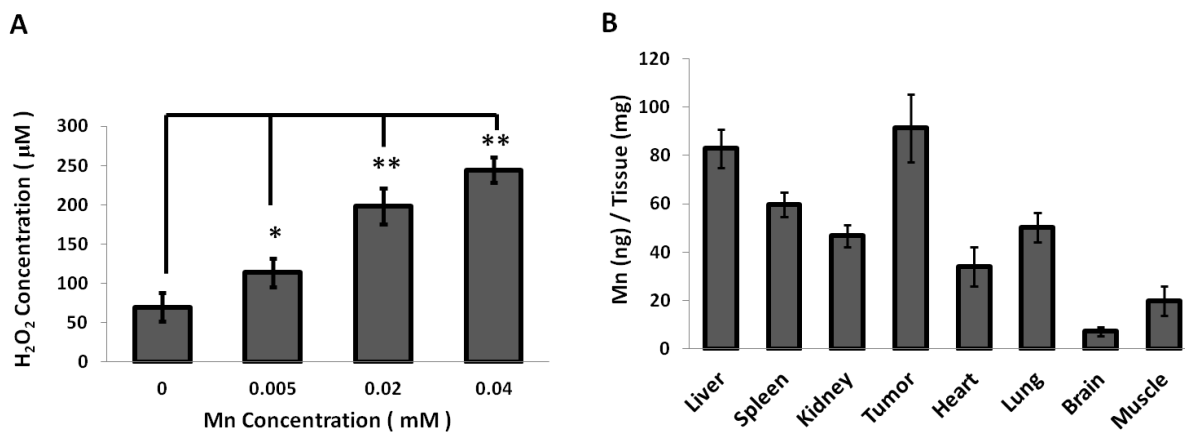 A
H₂O₂ Concentration ( μM )
300
250
200
150
100
50
0
*
**
**
0 0.005 0.02 0.04
Mn Concentration ( mM )
B
Mn (ng) / Tissue (mg)
120
100
80
60
40
20
0
Liver
Spleen
Kidney
Tumor
Heart
Lung
Brain
Muscle